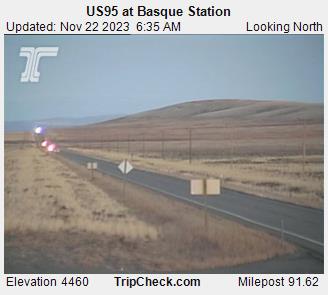 US95 at Basque Station
Updated: Nov 22 2023 6:35 AM Looking North
Elevation 4460 TripCheck.com Milepost 91.62